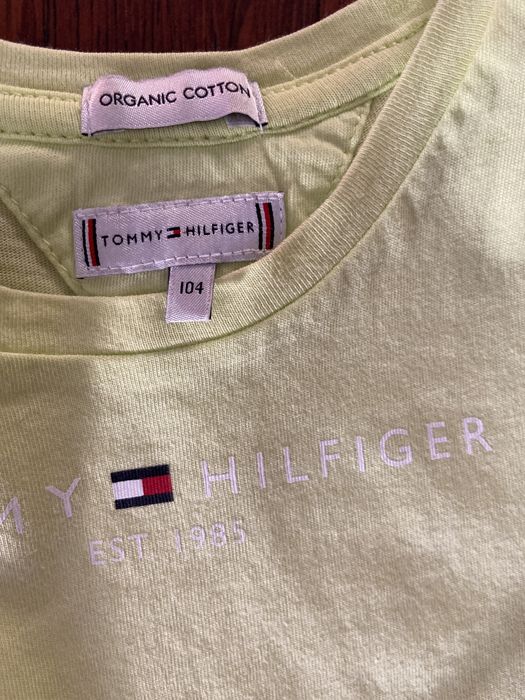 ORGANIC COTTON
TOMMY HILFIGER
104
MY HILFIGER
EST. 1985